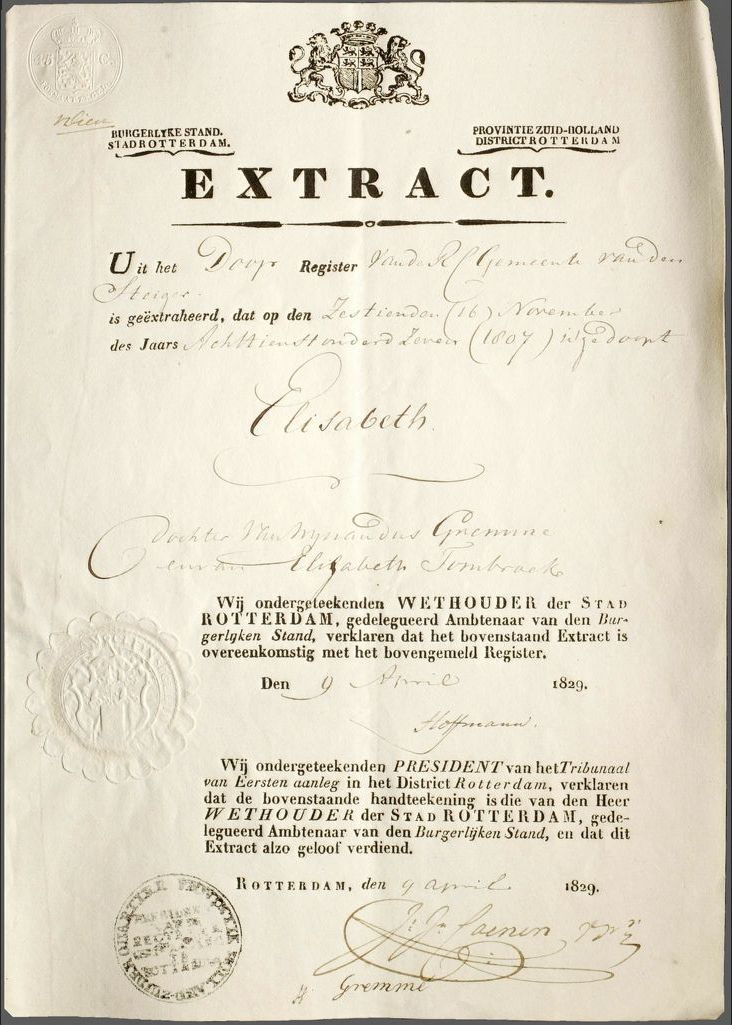 BURGERLYKE STAND.
STAD ROTTERDAM.
PROVINTIE ZUID-HOLLAND
DISTRICT ROTTERDAM
EXTRACT.
Uit het Doop Register van de R C Gemeente van den
Steiger
is geëxtraheerd, dat op den Zestienden (16) November
des Jaars Achttienhonderd Zeven (1807) is gedoopt
Elisabeth.
Dochter van Wynandus Gremme
en van Elisabeth Tombrock
Wij ondergeteekenden WETHOUDER der STAD
ROTTERDAM, gedelegueerd Ambtenaar van den Bur-
gerlyken Stand, verklaren dat het bovenstaand Extract is
overeenkomstig met het bovengemeld Register.
Den 9 April 1829.
Hoffmann.
Wij ondergeteekenden PRESIDENT van het Tribunaal
van Eersten aanleg in het District Rotterdam, verklaren
dat de bovenstaande handteekening is die van den Heer
WETHOUDER der STAD ROTTERDAM, gede-
legueerd Ambtenaar van den Burgerlijken Stand, en dat dit
Extract alzo geloof verdiend.
ROTTERDAM, den 9 april 1829.
Coenen
Gremme